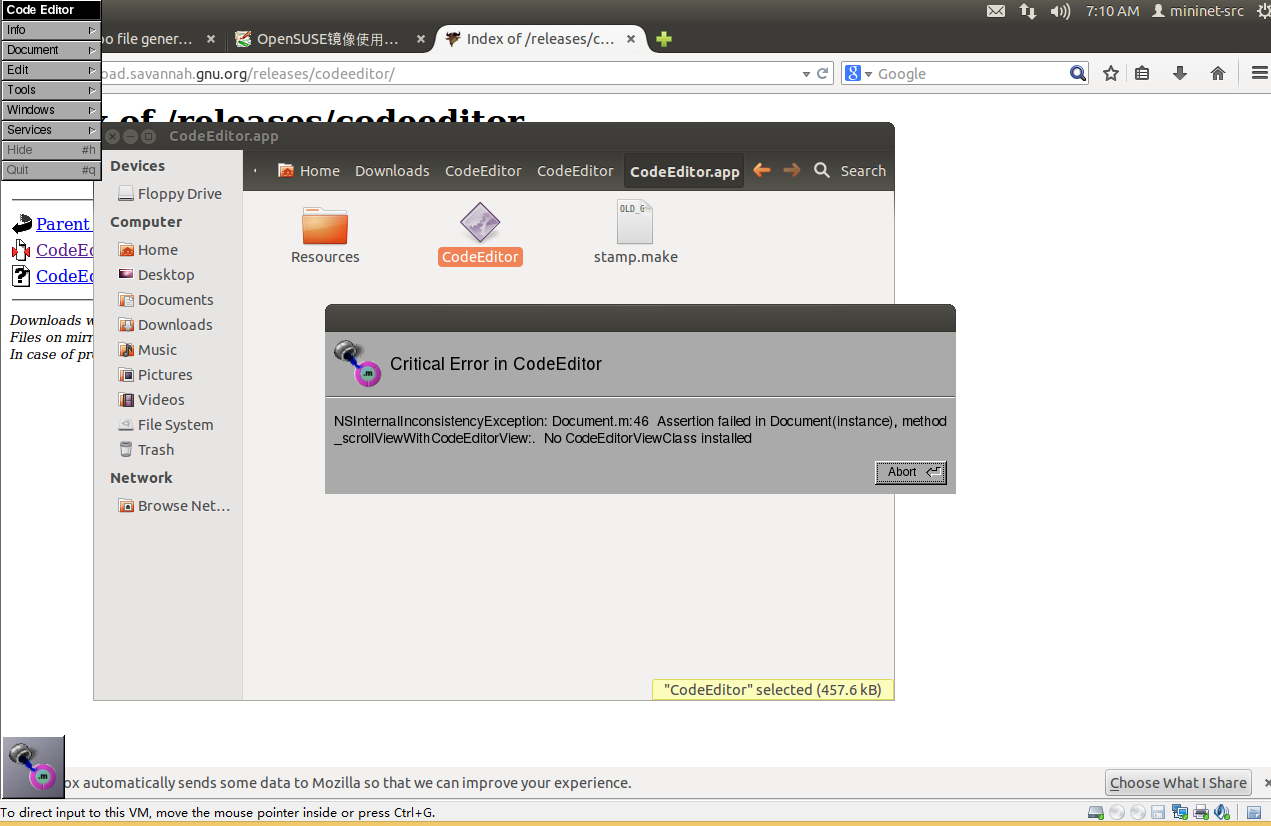 Code Editor
Info
Document
Edit
Tools
Windows
Services
Hide #h
Quit #q
7:10 AM mininet-src
oo file gener...
OpenSUSE镜像使用...
Index of /releases/c...
oad.savannah.gnu.org/releases/codeeditor/
Google
x of /releases/codeeditor
CodeEditor.app
Home Downloads CodeEditor CodeEditor CodeEditor.app Search
Devices
Floppy Drive
Computer
Home
Desktop
Documents
Downloads
Music
Pictures
Videos
File System
Trash
Network
Browse Net...
Resources
CodeEditor
OLD_G
stamp.make
Parent
CodeEd
CodeEd
Downloads w
Files on mirr
In case of pr
Critical Error in CodeEditor
NSInternalInconsistencyException: Document.m:46 Assertion failed in Document(instance), method
_scrollViewWithCodeEditorView:. No CodeEditorViewClass installed
Abort
"CodeEditor" selected (457.6 kB)
.m
.m
ox automatically sends some data to Mozilla so that we can improve your experience.
Choose What I Share
To direct input to this VM, move the mouse pointer inside or press Ctrl+G.